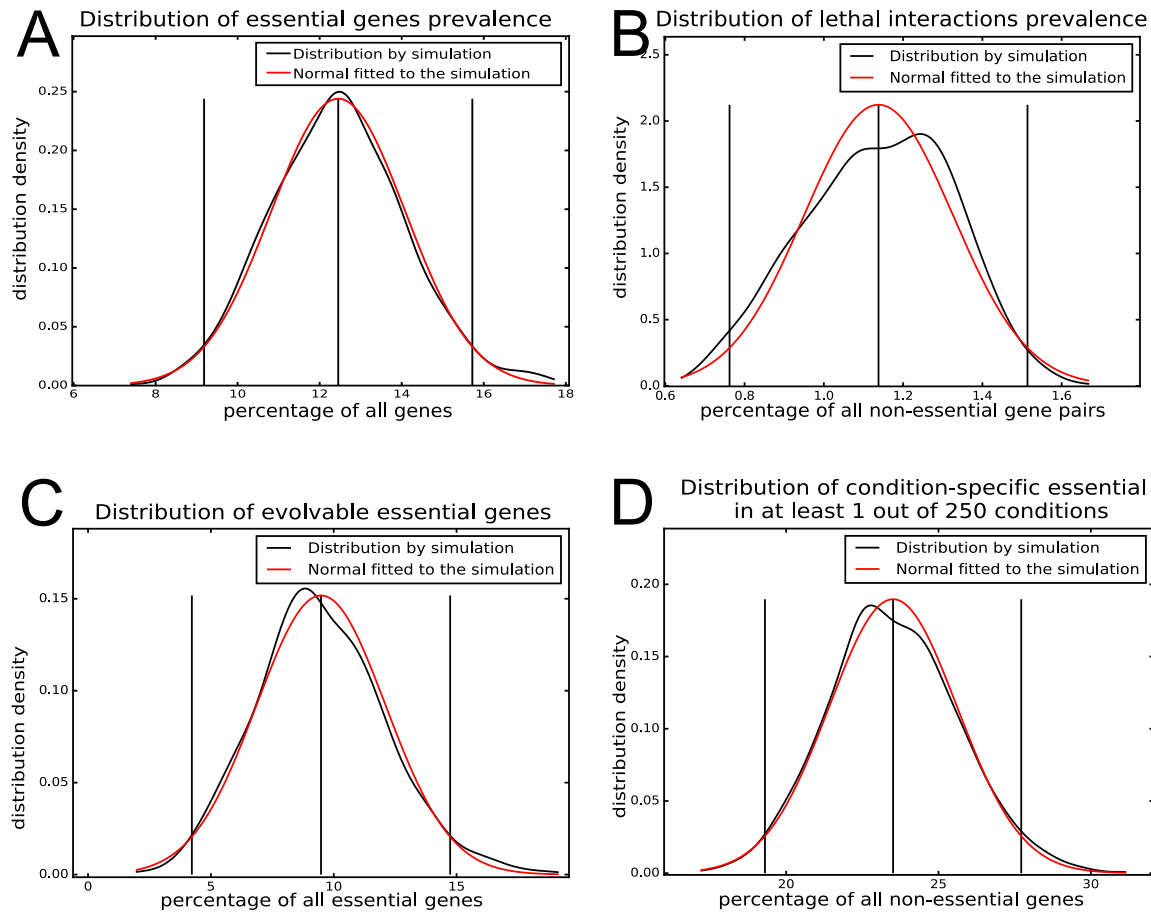 A
Distribution of essential genes prevalence
Distribution by simulation
Normal fitted to the simulation
distribution density
0.25
0.20
0.15
0.10
0.05
0.00
6
8
10
12
14
16
18
percentage of all genes
B
Distribution of lethal interactions prevalence
Distribution by simulation
Normal fitted to the simulation
distribution density
2.5
2.0
1.5
1.0
0.5
0.0
0.6
0.8
1.0
1.2
1.4
1.6
percentage of all non-essential gene pairs
C
Distribution of evolvable essential genes
Distribution by simulation
Normal fitted to the simulation
distribution density
0.15
0.10
0.05
0.00
0
5
10
15
percentage of all essential genes
D
Distribution of condition-specific essential
in at least 1 out of 250 conditions
Distribution by simulation
Normal fitted to the simulation
distribution density
0.20
0.15
0.10
0.05
0.00
20
25
30
percentage of all non-essential genes